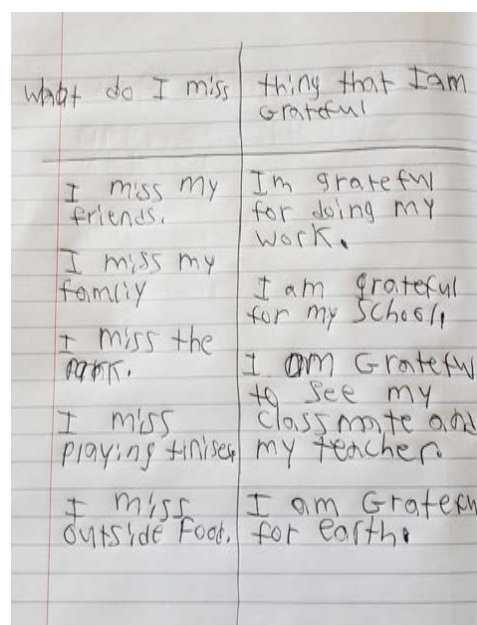 What do I miss
thing that I am
Grateful
I miss my
friends.
I miss my
famliy
I miss the
park.
I miss
playing tinises
I miss
outside Food.
Im grateful
for doing my
work.
I am grateful
for my School,
I am Grateful
to see my
classmate and
my teacher
I am Grateful
for earth.